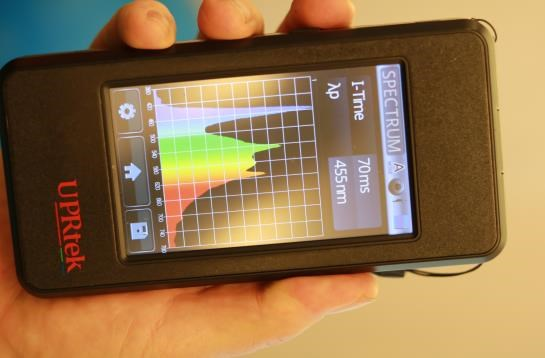 SPECTRUM A
I-Time 70ms
λp 455nm
UPRtek